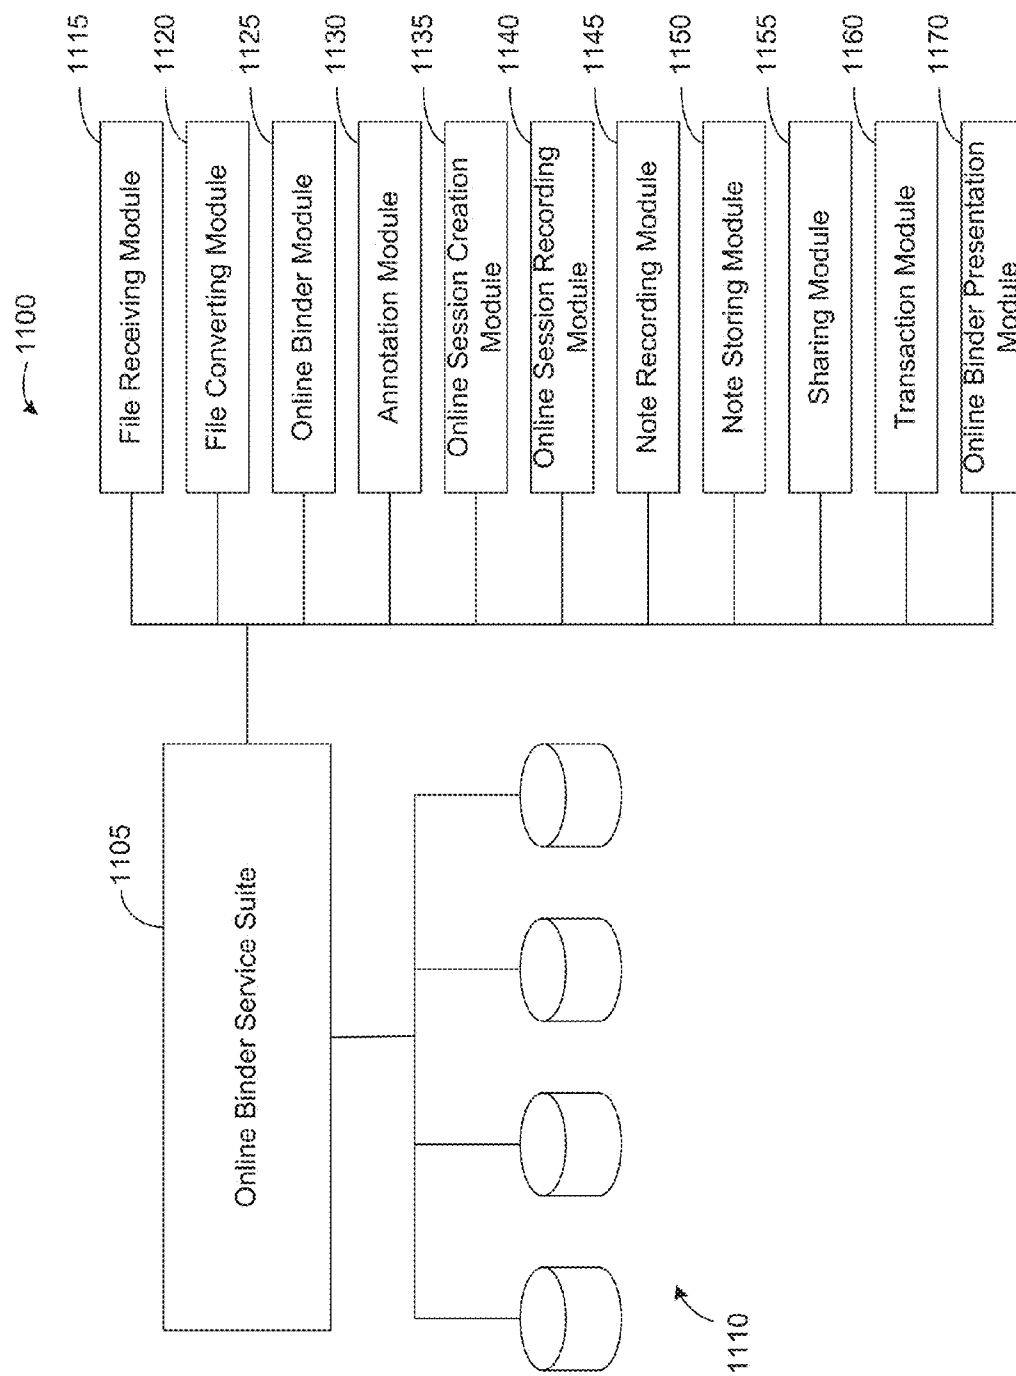 1100
1105
Online Binder Service Suite
1110
File Receiving Module
1115
File Converting Module
1120
Online Binder Module
1125
Annotation Module
1130
Online Session Creation
Module
1135
Online Session Recording
Module
1140
Note Recording Module
1145
Note Storing Module
1150
Sharing Module
1155
Transaction Module
1160
Online Binder Presentation
Module
1170